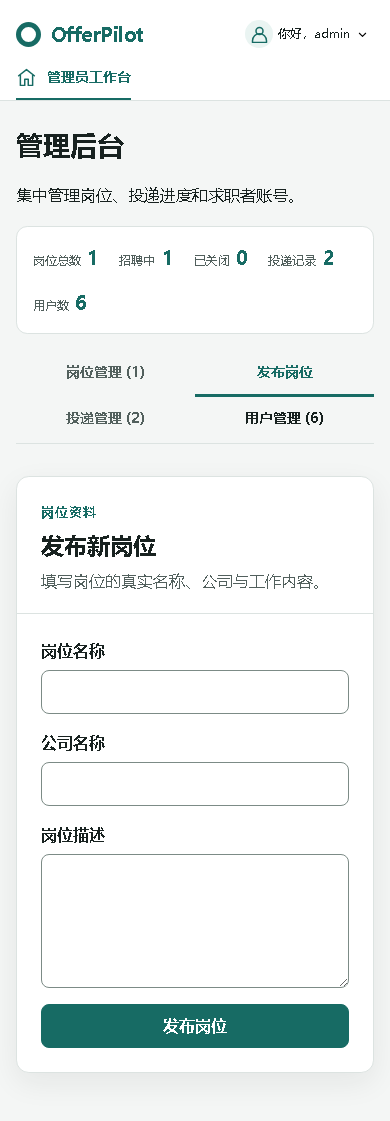 OfferPilot
你好，admin
管理员工作台
管理后台
集中管理岗位、投递进度和求职者账号。
岗位总数 1 招聘中 1 已关闭 0 投递记录 2
用户数 6
岗位管理 (1) 发布岗位
投递管理 (2) 用户管理 (6)
岗位资料
发布新岗位
填写岗位的真实名称、公司与工作内容。
岗位名称
公司名称
岗位描述
发布岗位